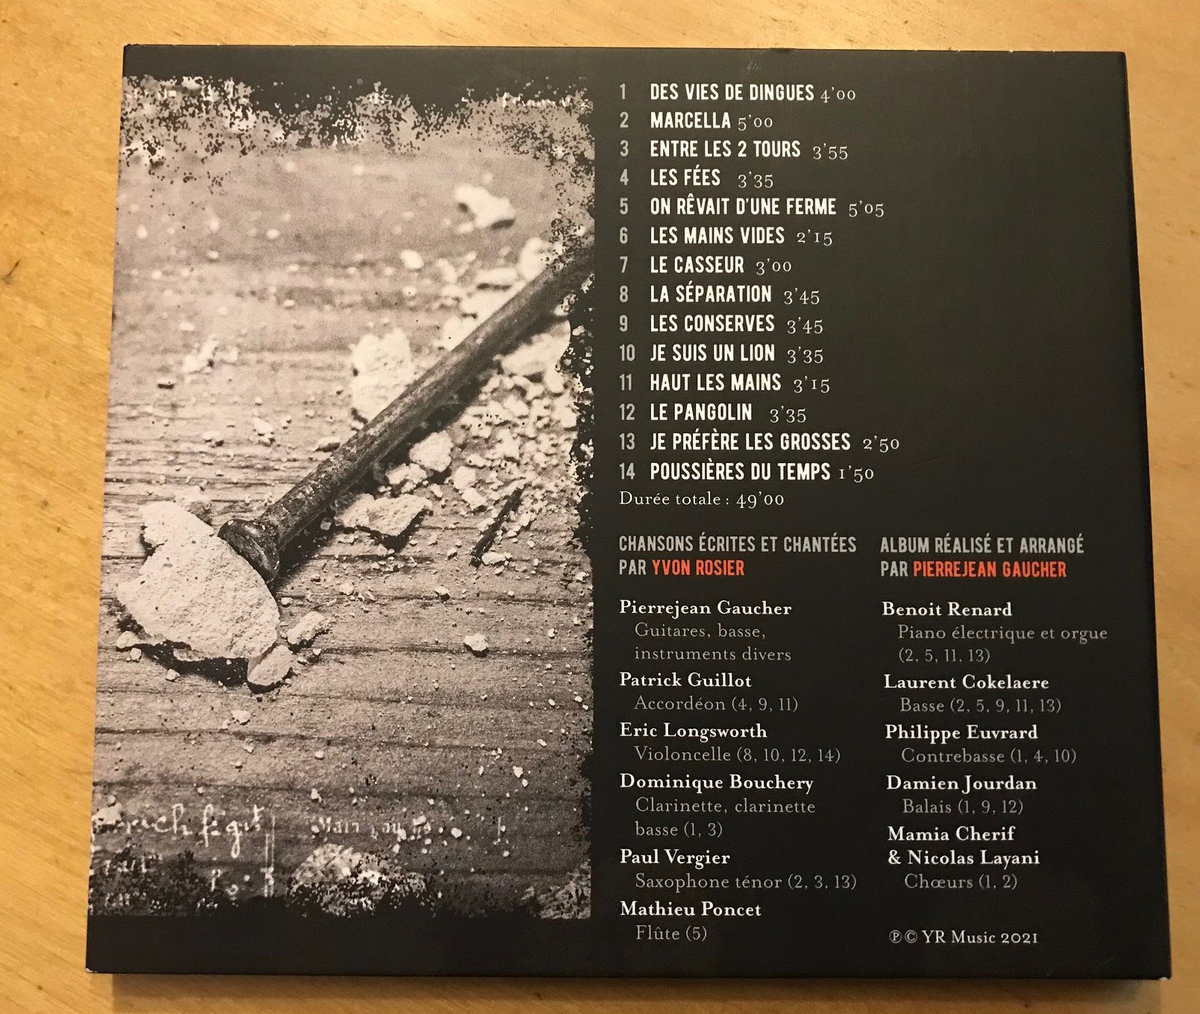 1 DES VIES DE DINGUES 4'00
2 MARCELLA 5'00
3 ENTRE LES 2 TOURS 3'55
4 LES FÉES 3'35
5 ON RÊVAIT D'UNE FERME 5'05
6 LES MAINS VIDES 2'15
7 LE CASSEUR 3'00
8 LA SÉPARATION 3'45
9 LES CONSERVES 3'45
10 JE SUIS UN LION 3'35
11 HAUT LES MAINS 3'15
12 LE PANGOLIN 3'35
13 JE PRÉFÈRE LES GROSSES 2'50
14 POUSSIÈRES DU TEMPS 1'50
Durée totale : 49'00
CHANSONS ÉCRITES ET CHANTÉES
PAR YVON ROSIER
Pierrejean Gaucher
Guitares, basse,
instruments divers
Patrick Guillot
Accordéon (4, 9, 11)
Eric Longsworth
Violoncelle (8, 10, 12, 14)
Dominique Bouchery
Clarinette, clarinette
basse (1, 3)
Paul Vergier
Saxophone ténor (2, 3, 13)
Mathieu Poncet
Flûte (5)
ALBUM RÉALISÉ ET ARRANGÉ
PAR PIERREJEAN GAUCHER
Benoit Renard
Piano électrique et orgue
(2, 5, 11, 13)
Laurent Cokelaere
Basse (2, 5, 9, 11, 13)
Philippe Euvrard
Contrebasse (1, 4, 10)
Damien Jourdan
Balais (1, 9, 12)
Mamia Cherif
& Nicolas Layani
Chœurs (1, 2)
℗© YR Music 2021